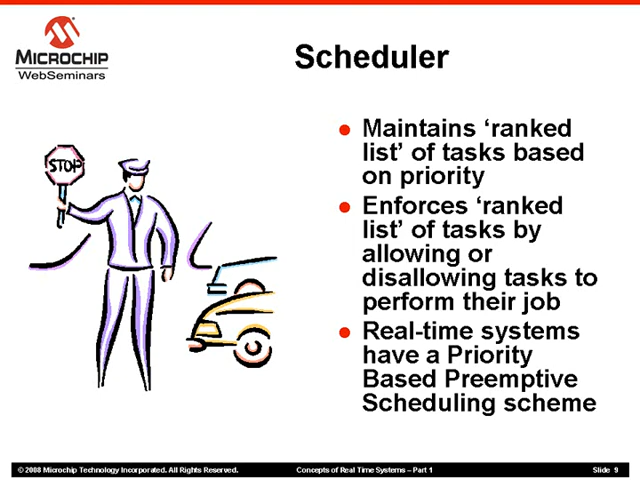 MICROCHIP
WebSeminars
Scheduler
STOP
● Maintains ‘ranked
list’ of tasks based
on priority
● Enforces ‘ranked
list’ of tasks by
allowing or
disallowing tasks to
perform their job
● Real-time systems
have a Priority
Based Preemptive
Scheduling scheme
© 2008 Microchip Technology Incorporated. All Rights Reserved. Concepts of Real Time Systems – Part 1 Slide 9